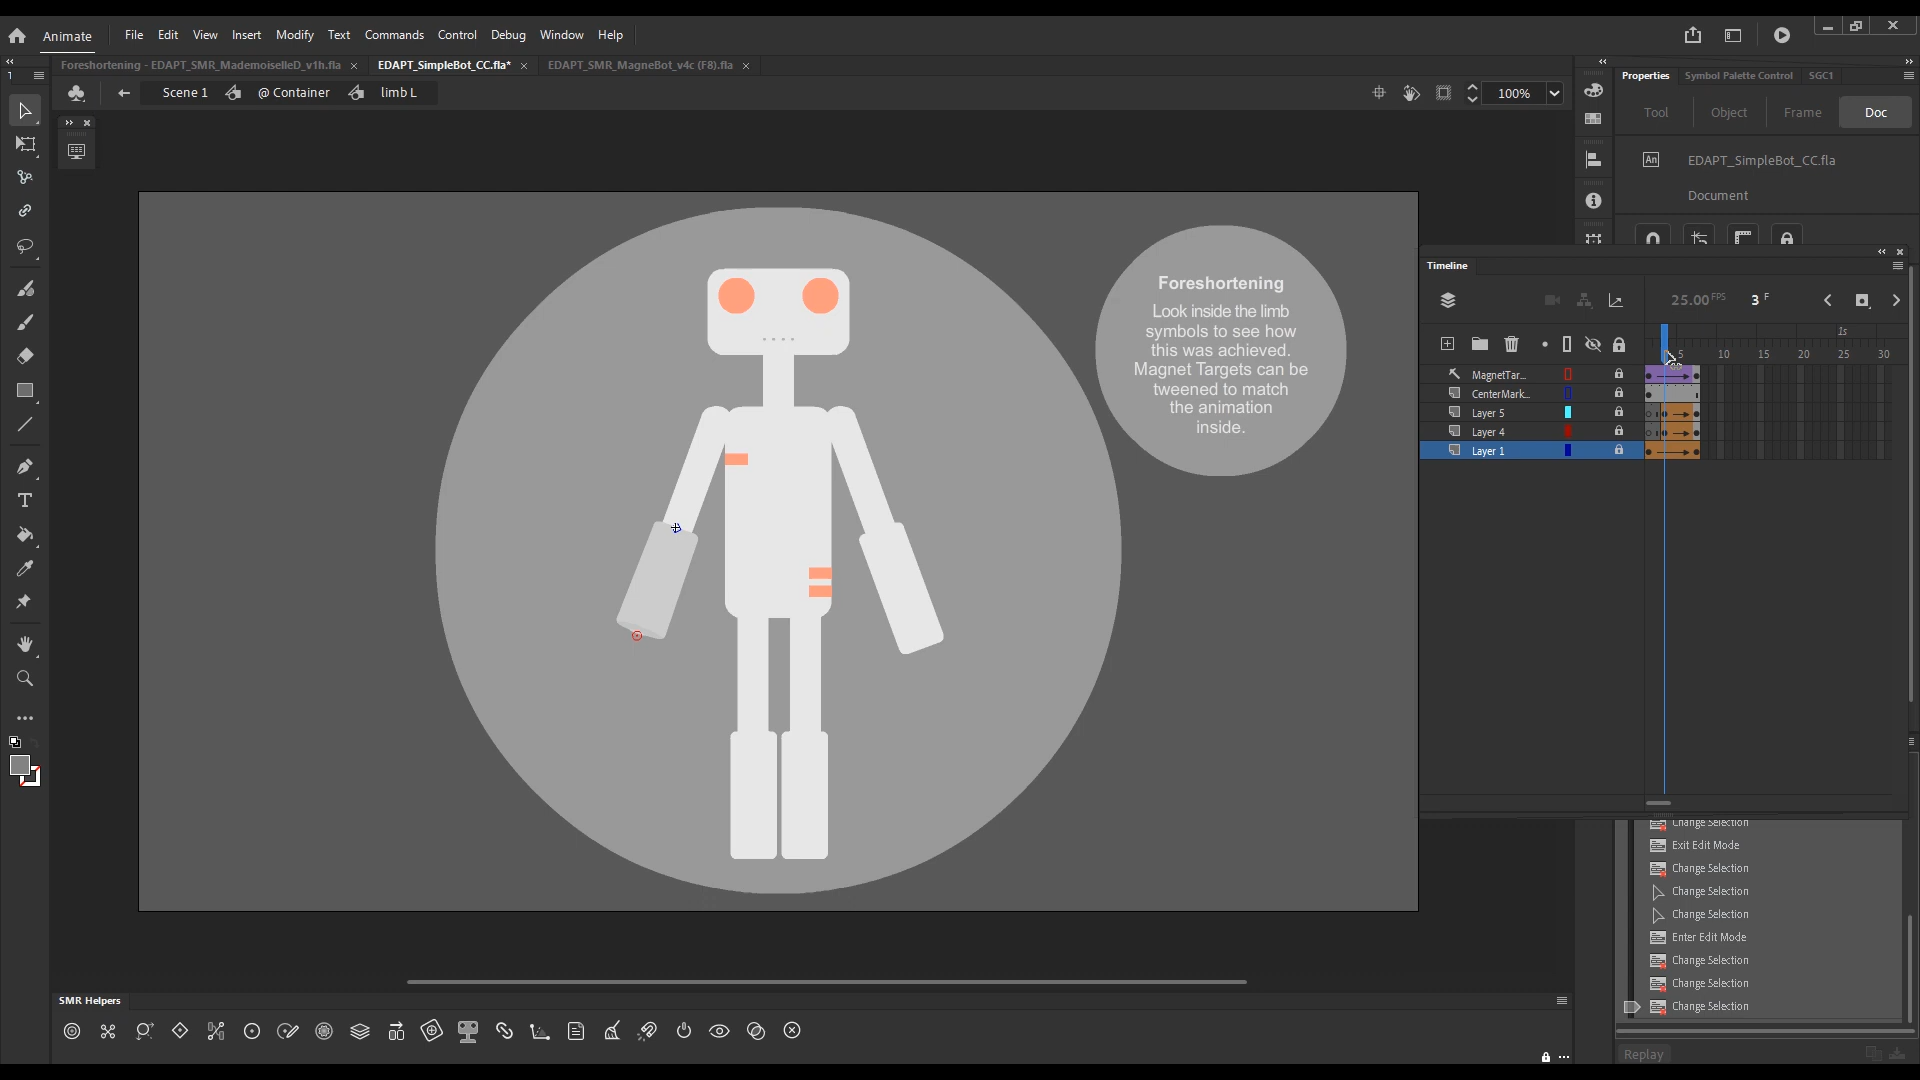 Animate File Edit View Insert Modify Text Commands Control Debug Window Help
Foreshortening - EDAPT_SMR_MademoiselleD_v1h.fla EDAPT_SimpleBot_CC.fla* EDAPT_SMR_MagneBot_v4c (F8).fla
1
Scene 1 @ Container limb L 100%
Properties Symbol Palette Control SGC1
Tool Object Frame Doc
An EDAPT_SimpleBot_CC.fla
Document
Foreshortening
Look inside the limb
symbols to see how
this was achieved.
Magnet Targets can be
tweened to match
the animation
inside.
Timeline
25.00 FPS 3 F
1s
5 10 15 20 25 30
MagnetTar...
CenterMark...
Layer 5
Layer 4
Layer 1
Change Selection
Exit Edit Mode
Change Selection
Change Selection
Change Selection
Enter Edit Mode
Change Selection
Change Selection
Change Selection
Replay
SMR Helpers